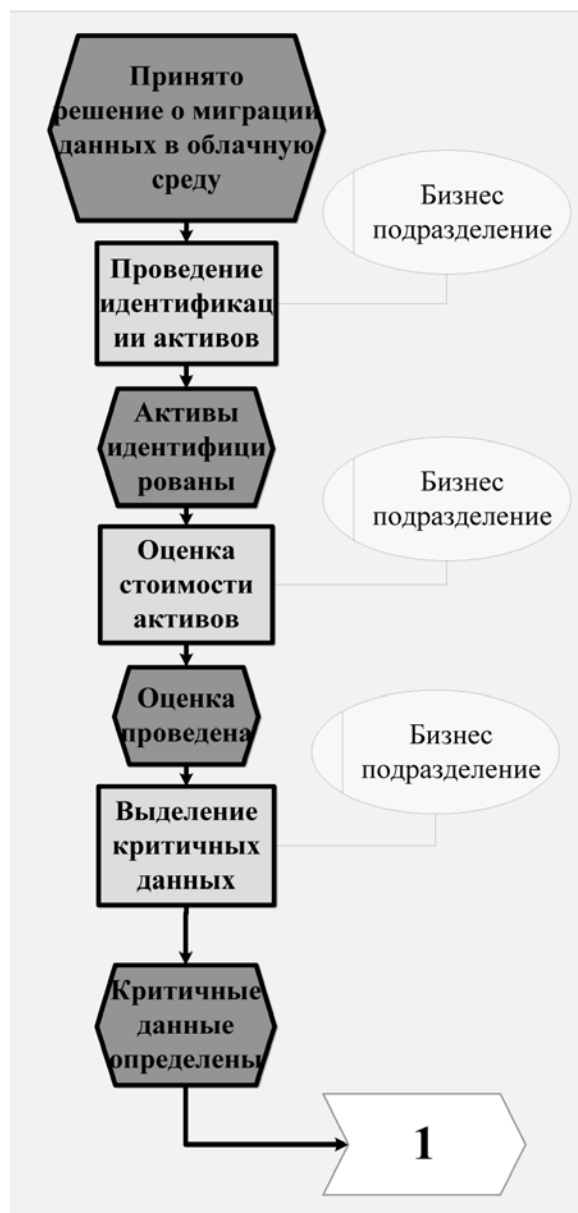 Принято
решение о миграции
данных в облачную
среду
Бизнес
подразделение
Проведение
идентификац
ии активов
Активы
идентифици
рованы
Бизнес
подразделение
Оценка
стоимости
активов
Оценка
проведена
Бизнес
подразделение
Выделение
критичных
данных
Критичные
данные
определены
1